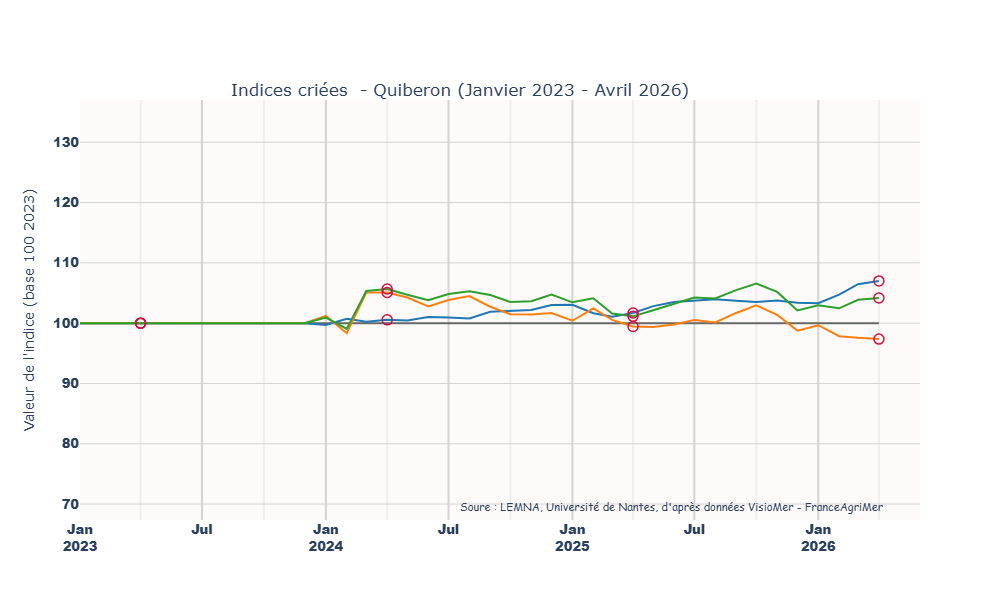 Indices criées - Quiberon (Janvier 2023 - Avril 2026)
Valeur de l'indice (base 100 2023)
130
120
110
100
90
80
70
Soure : LEMNA, Université de Nantes, d'après données VisioMer - FranceAgriMer
Jan Jul Jan Jul Jan Jul Jan
2023 2024 2025 2026